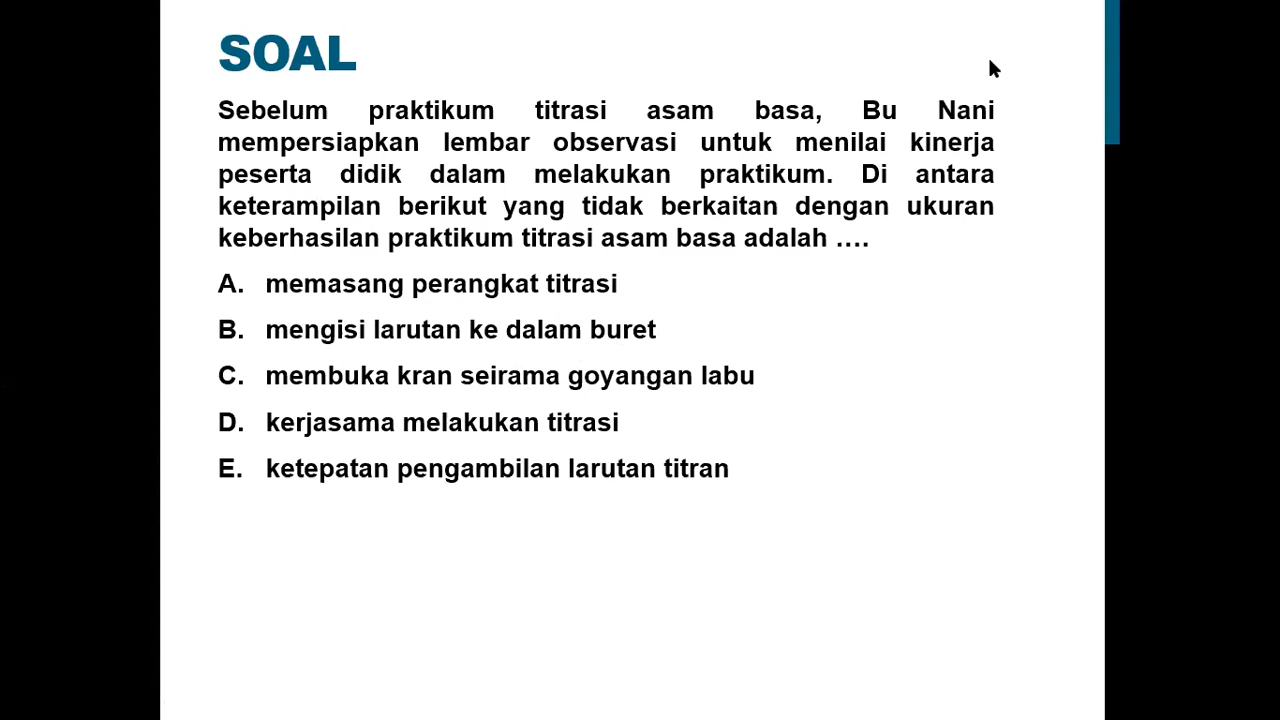 SOAL
Sebelum praktikum titrasi asam basa, Bu Nani
mempersiapkan lembar observasi untuk menilai kinerja
peserta didik dalam melakukan praktikum. Di antara
keterampilan berikut yang tidak berkaitan dengan ukuran
keberhasilan praktikum titrasi asam basa adalah ….
A. memasang perangkat titrasi
B. mengisi larutan ke dalam buret
C. membuka kran seirama goyangan labu
D. kerjasama melakukan titrasi
E. ketepatan pengambilan larutan titran